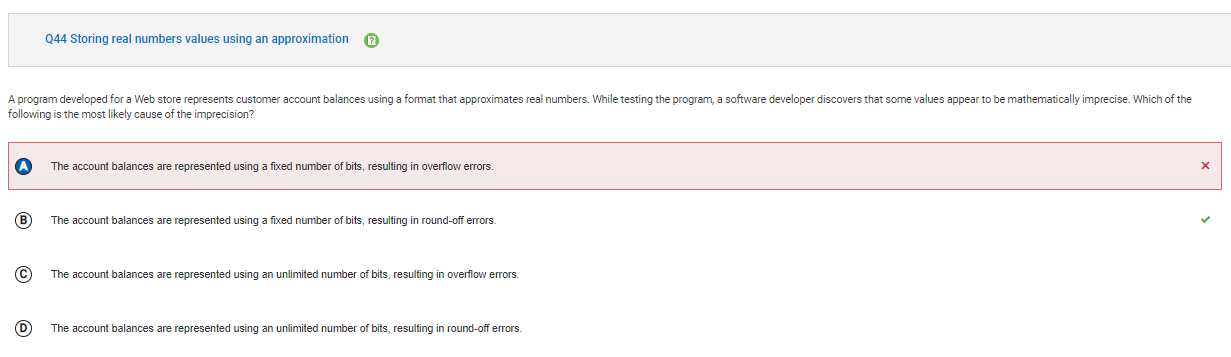 Q44 Storing real numbers values using an approximation
A program developed for a Web store represents customer account balances using a format that approximates real numbers. While testing the program, a software developer discovers that some values appear to be mathematically imprecise. Which of the
following is the most likely cause of the imprecision?
A The account balances are represented using a fixed number of bits, resulting in overflow errors.
B The account balances are represented using a fixed number of bits, resulting in round-off errors.
C The account balances are represented using an unlimited number of bits, resulting in overflow errors.
D The account balances are represented using an unlimited number of bits, resulting in round-off errors.